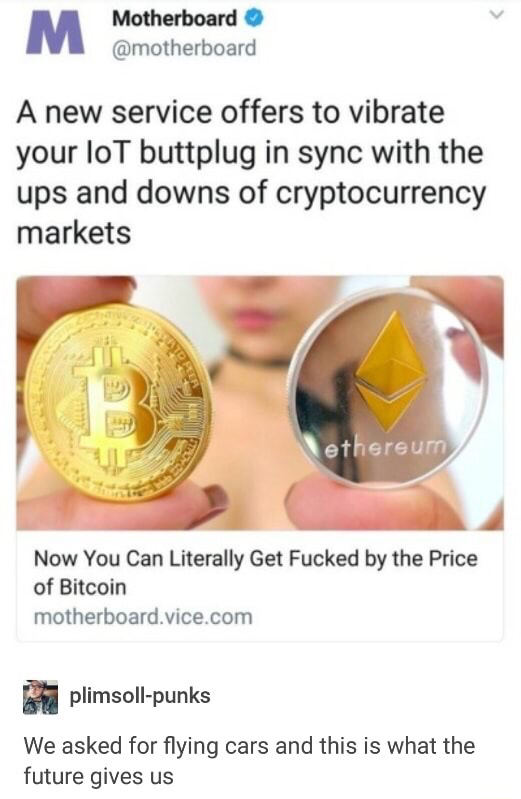 M
Motherboard
@motherboard
A new service offers to vibrate
your IoT buttplug in sync with the
ups and downs of cryptocurrency
markets
B
ethereum
Now You Can Literally Get Fucked by the Price
of Bitcoin
motherboard.vice.com
plimsoll-punks
We asked for flying cars and this is what the
future gives us